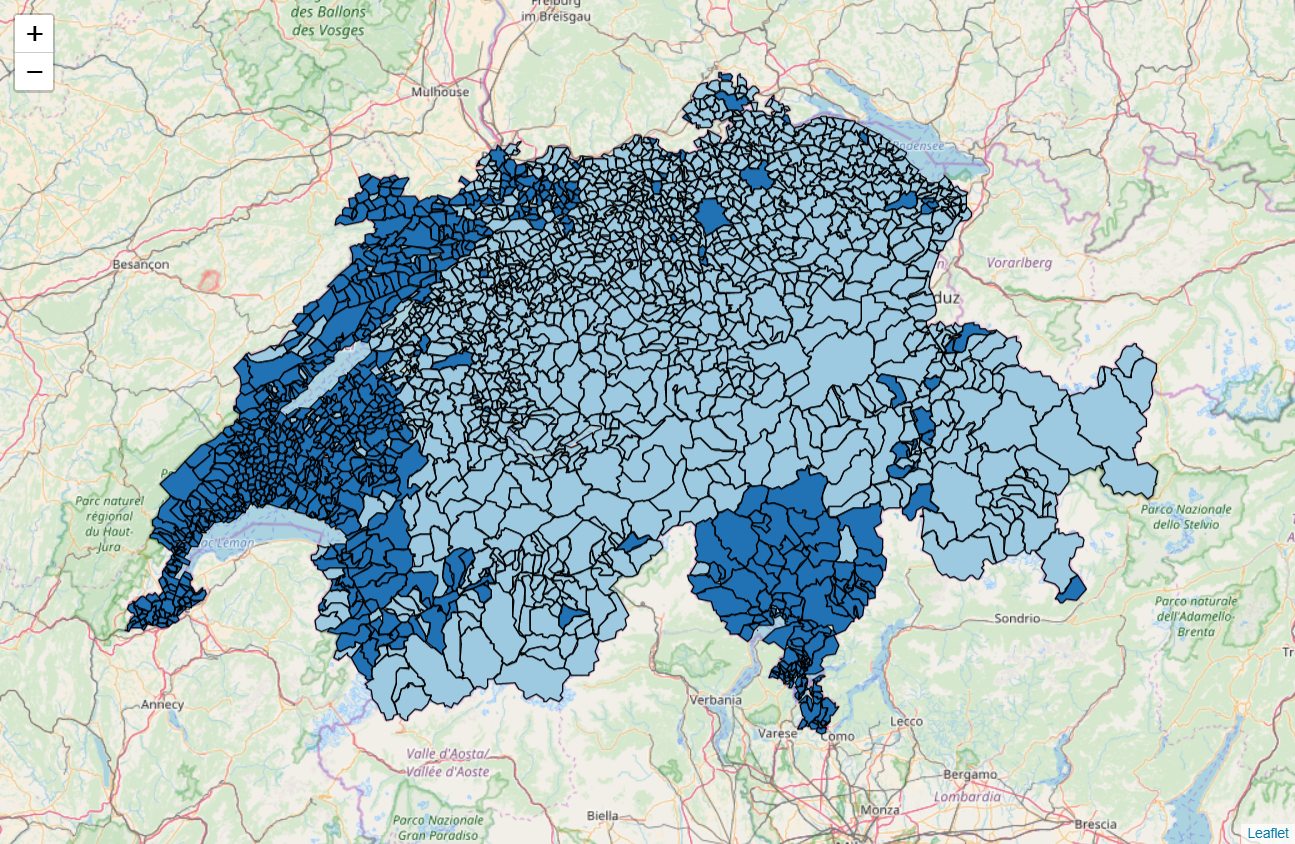 des Ballons
des Vosges
Freiburg
im Breisgau
+
−
Mulhouse
Bodensee
Besançon
Vorarlberg
duz
Parc naturel
régional
du Haut-
Jura
Lac Léman
Parco Nazionale
dello Stelvio
Parco naturale
dell'Adamello-
Brenta
Sondrio
Annecy
Verbania
Lecco
Varese
Como
Valle d'Aosta/
Vallée d'Aoste
Bergamo
Lombardia
Biella
Monza
Parco Nazionale
Gran Paradiso
Brescia
Leaflet